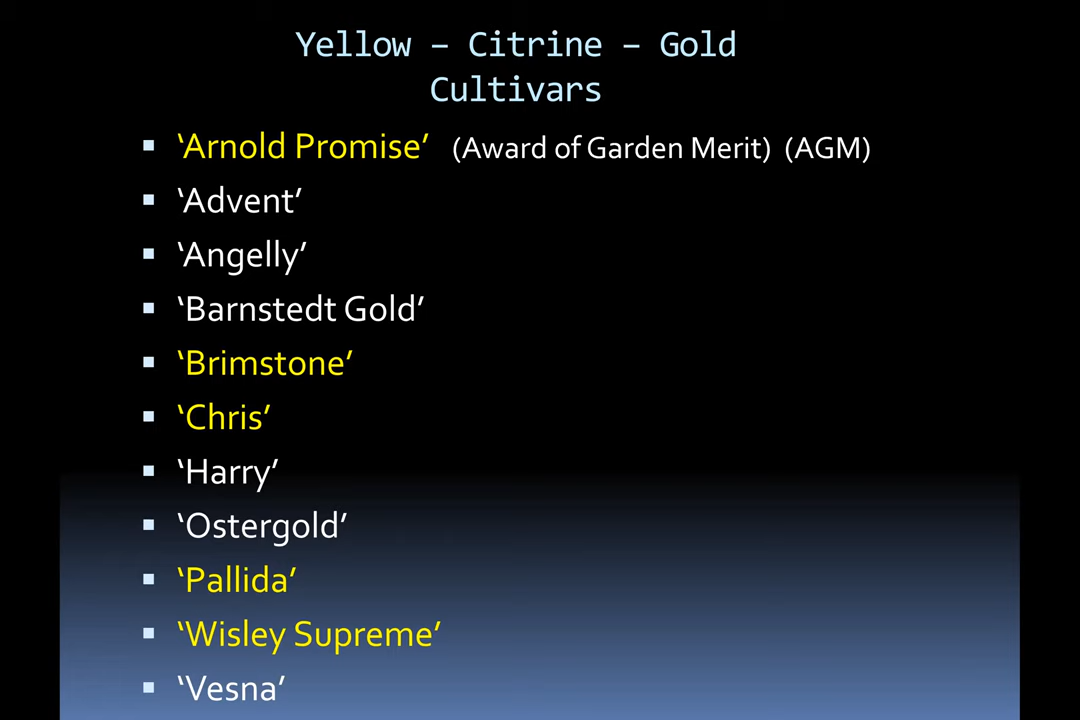 Yellow – Citrine – Gold
Cultivars
▪ ‘Arnold Promise’ (Award of Garden Merit) (AGM)
▪ ‘Advent’
▪ ‘Angelly’
▪ ‘Barnstedt Gold’
▪ ‘Brimstone’
▪ ‘Chris’
▪ ‘Harry’
▪ ‘Ostergold’
▪ ‘Pallida’
▪ ‘Wisley Supreme’
▪ ‘Vesna’